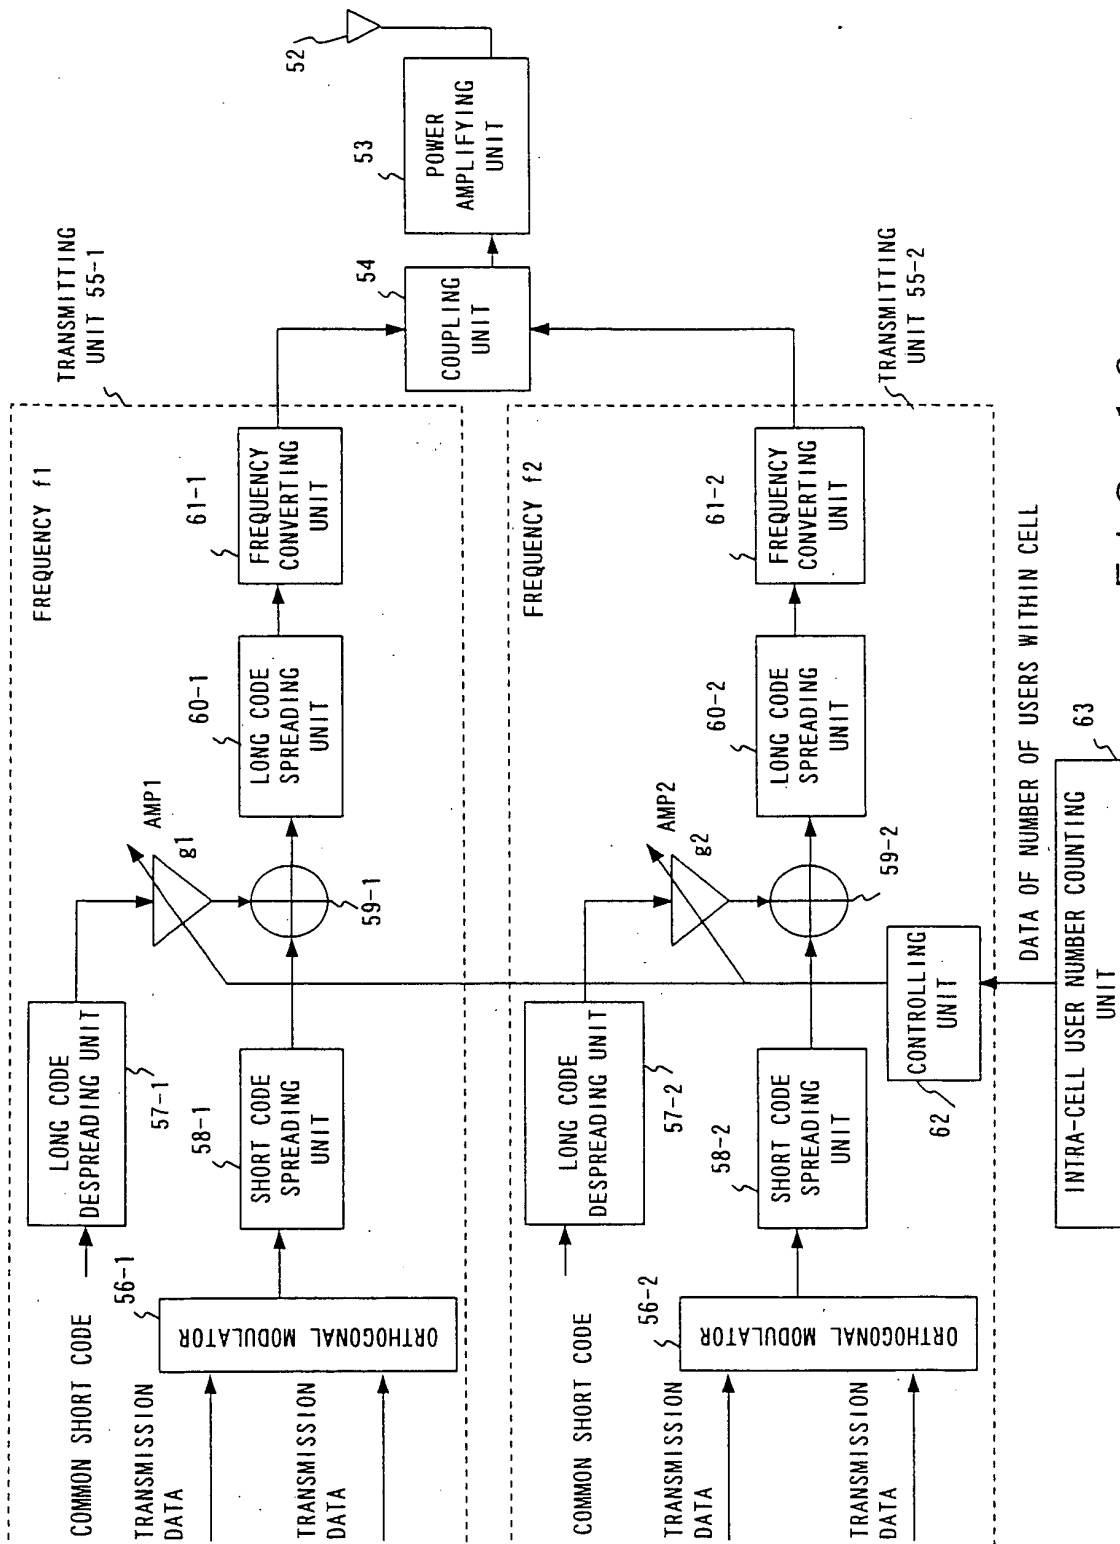 FREQUENCY f1
TRANSMITTING
UNIT 55-1
COMMON SHORT CODE
LONG CODE
DESPREADING UNIT
57-1
AMP1
g1
TRANSMISSION
DATA
TRANSMISSION
DATA
56-1
ORTHOGONAL MODULATOR
58-1
SHORT CODE
SPREADING
UNIT
59-1
60-1
LONG CODE
SPREADING
UNIT
61-1
FREQUENCY
CONVERTING
UNIT
52
53
POWER
AMPLIFYING
UNIT
54
COUPLING
UNIT
FREQUENCY f2
TRANSMITTING
UNIT 55-2
COMMON SHORT CODE
LONG CODE
DESPREADING UNIT
57-2
AMP2
g2
TRANSMISSION
DATA
TRANSMISSION
DATA
56-2
ORTHOGONAL MODULATOR
58-2
SHORT CODE
SPREADING
UNIT
59-2
60-2
LONG CODE
SPREADING
UNIT
61-2
FREQUENCY
CONVERTING
UNIT
62
CONTROLLING
UNIT
DATA OF NUMBER OF USERS WITHIN CELL
63
INTRA-CELL USER NUMBER COUNTING
UNIT